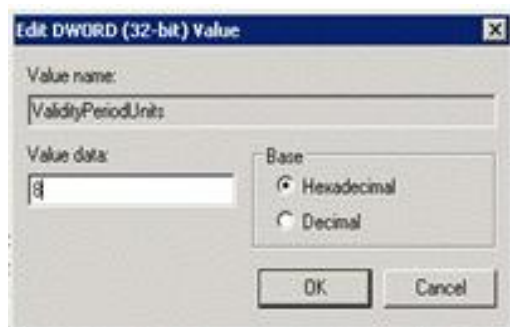 Edit DWORD (32-bit) Value
Value name:
ValidityPeriodUnits
Value data:
8
Base
Hexadecimal
Decimal
OK
Cancel